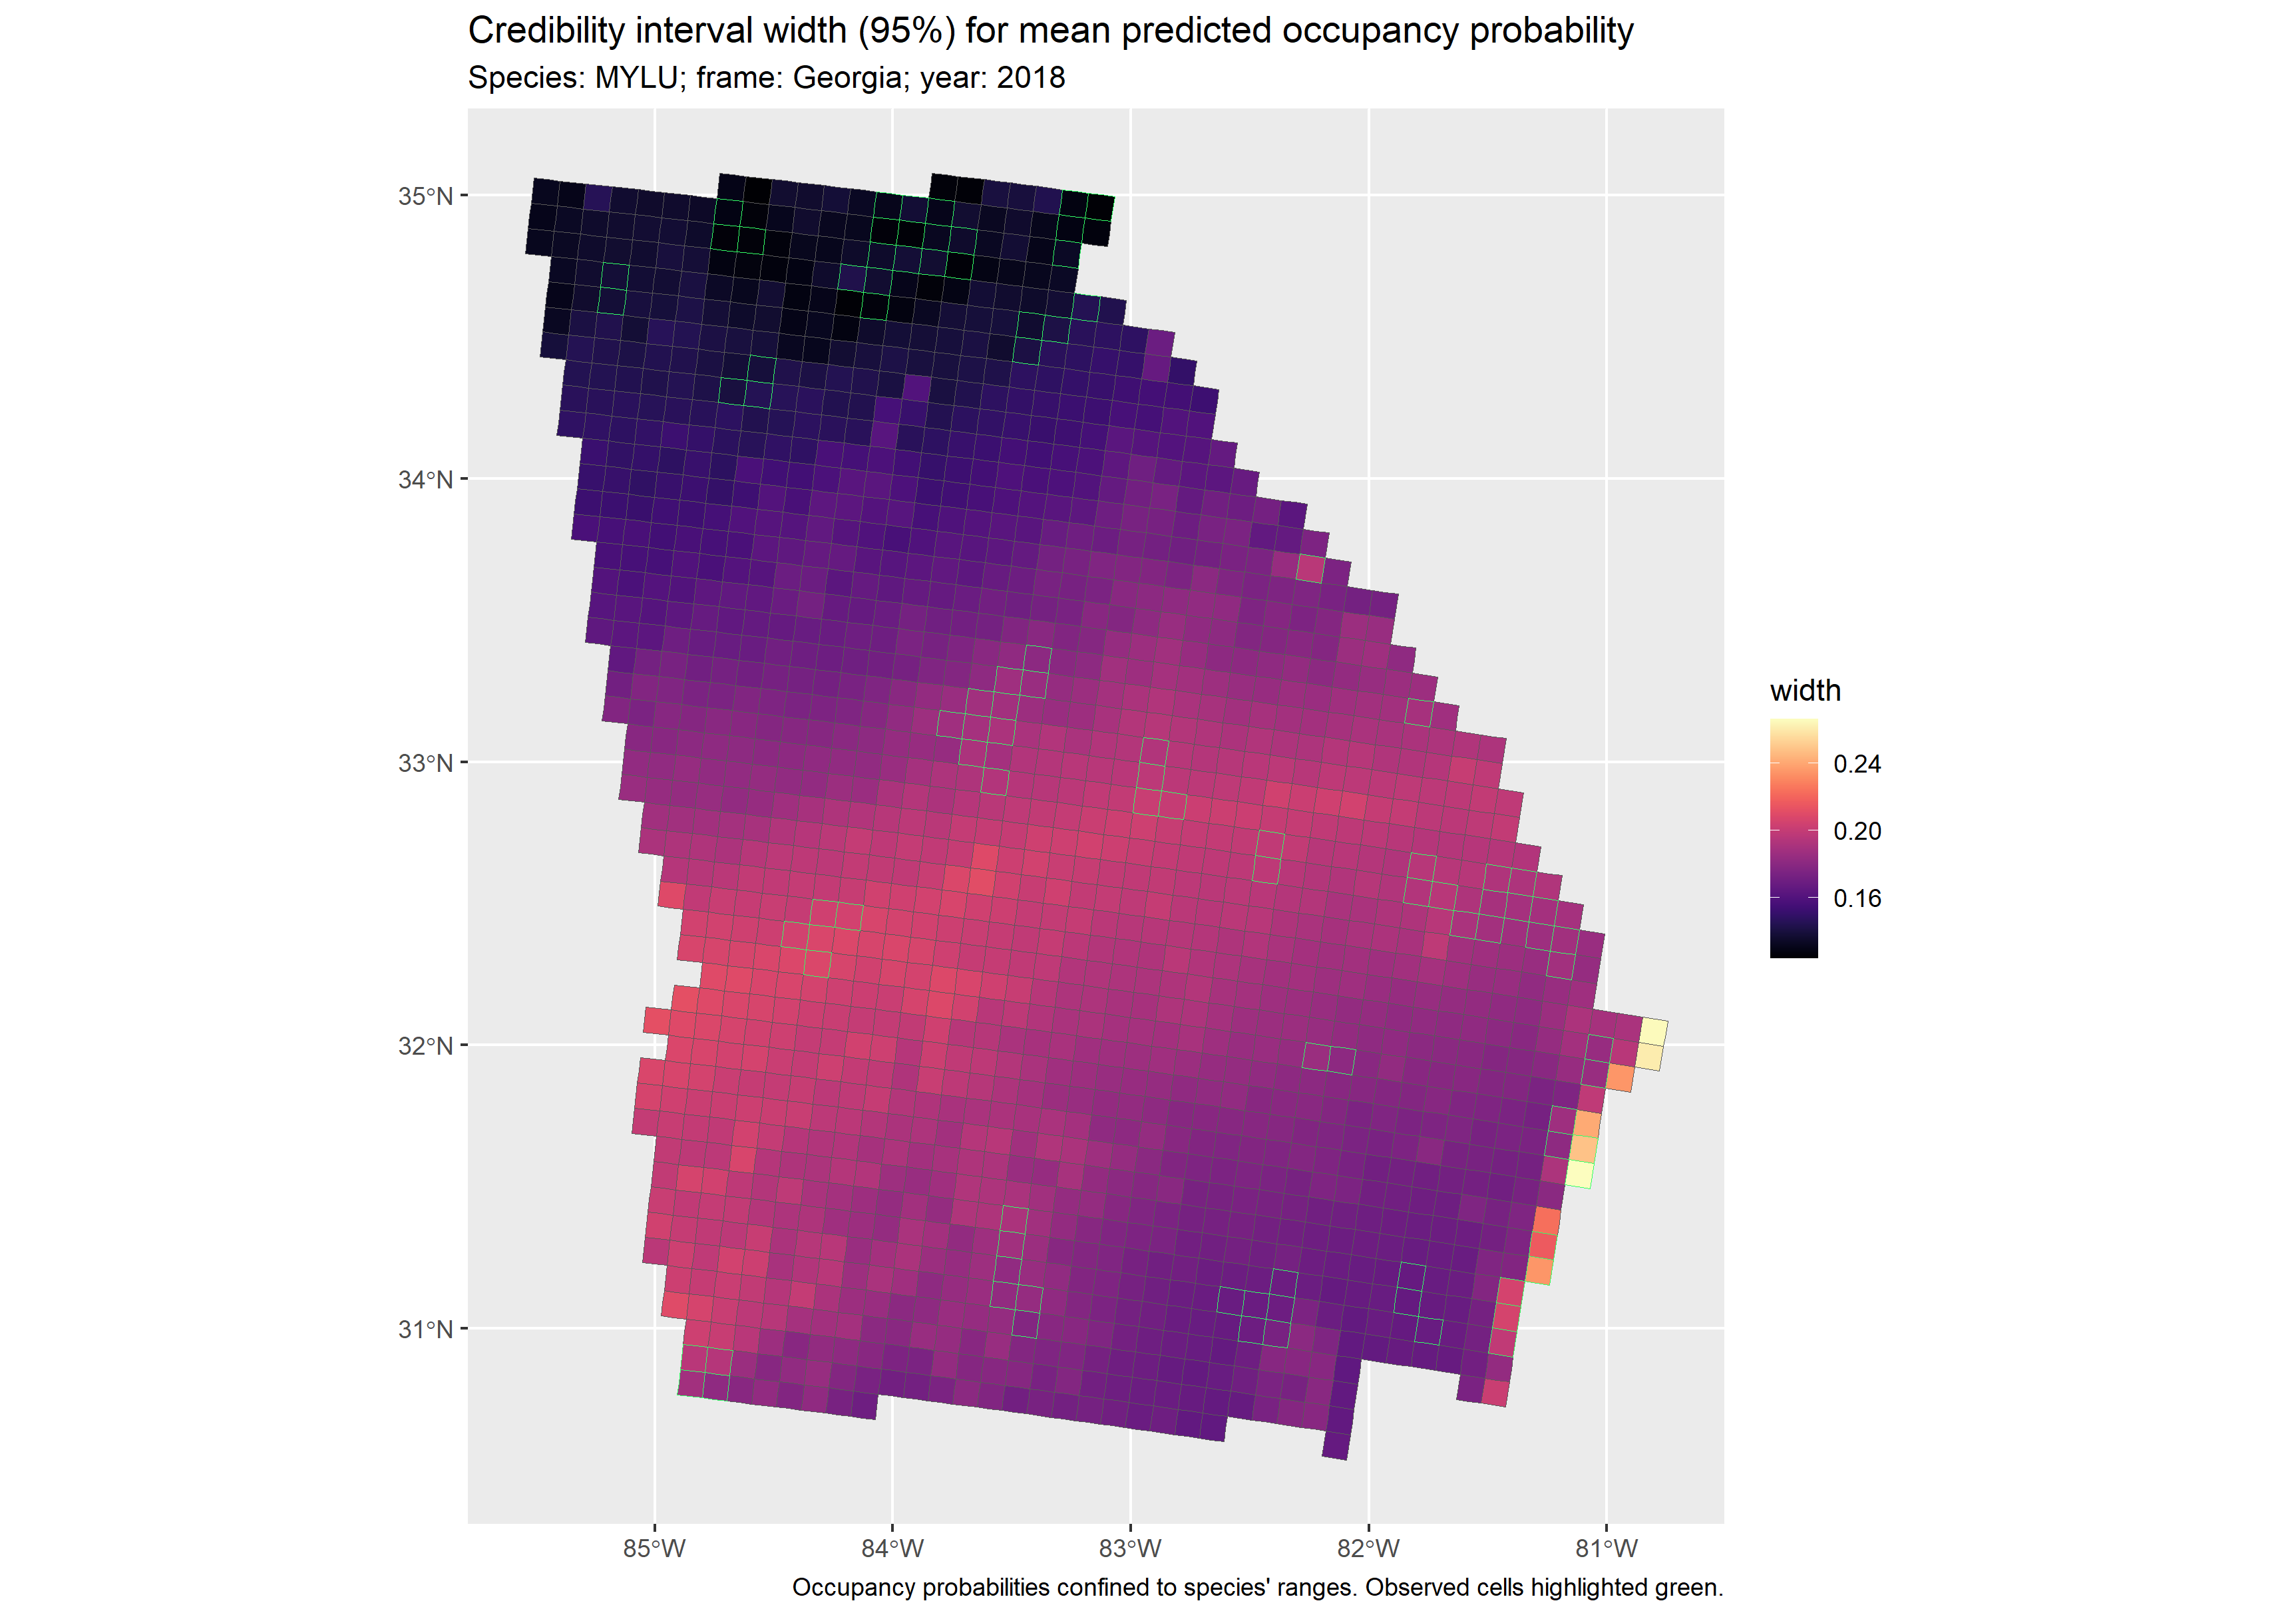 Credibility interval width (95%) for mean predicted occupancy probability
Species: MYLU; frame: Georgia; year: 2018
35°N
34°N
33°N
32°N
31°N
85°W
84°W
83°W
82°W
81°W
width
0.24
0.20
0.16
Occupancy probabilities confined to species' ranges. Observed cells highlighted green.